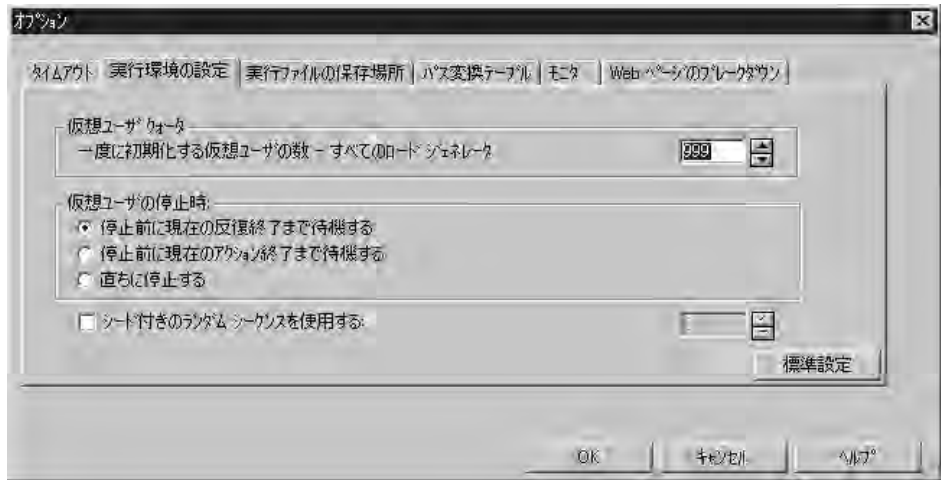 オプション
タイムアウト 実行環境の設定 実行ファイルの保存場所 パス変換テーブル モニタ Web ページのブレークダウン
仮想ユーザ クォータ
一度に初期化する仮想ユーザの数 - すべてのロード ジェネレータ 999
仮想ユーザの停止時:
停止前に現在の反復終了まで待機する
停止前に現在のアクション終了まで待機する
直ちに停止する
シード付きのランダム シーケンスを使用する:
標準設定
OK キャンセル ヘルプ